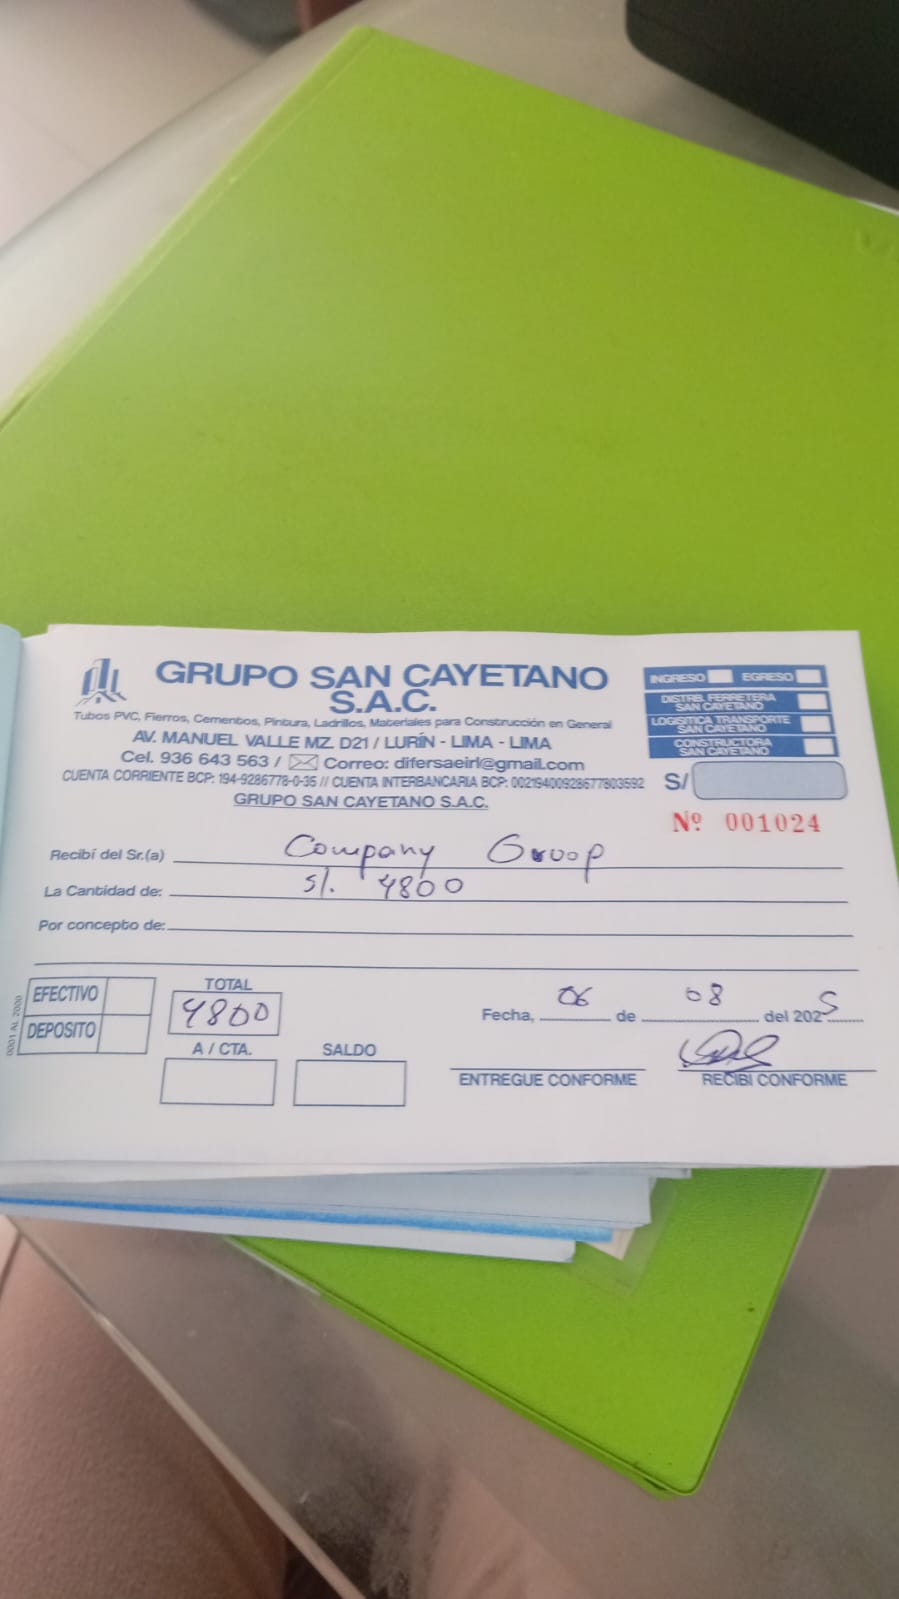 GRUPO SAN CAYETANO
S.A.C.
Tubos PVC, Fierros, Cementos, Pintura, Ladrillos, Materiales para Construcción en General
AV. MANUEL VALLE MZ. D21 / LURÍN - LIMA - LIMA
Cel. 936 643 563 / Correo: difersaeirl@gmail.com
CUENTA CORRIENTE BCP: 194-9286778-0-35 // CUENTA INTERBANCARIA BCP: 00219400928677803592
GRUPO SAN CAYETANO S.A.C.
INGRESO EGRESO
DISTRIB. FERRETERA
SAN CAYETANO
LOGISTICA TRANSPORTE
SAN CAYETANO
CONSTRUCTORA
SAN CAYETANO
S/
Nº 001024
Recibí del Sr.(a) Company Group
La Cantidad de: S/. 4800
Por concepto de:
EFECTIVO
DEPOSITO
TOTAL
4800
A / CTA. SALDO
Fecha, 06 de 08 del 2025
ENTREGUE CONFORME RECIBI CONFORME
0001 AL 2000